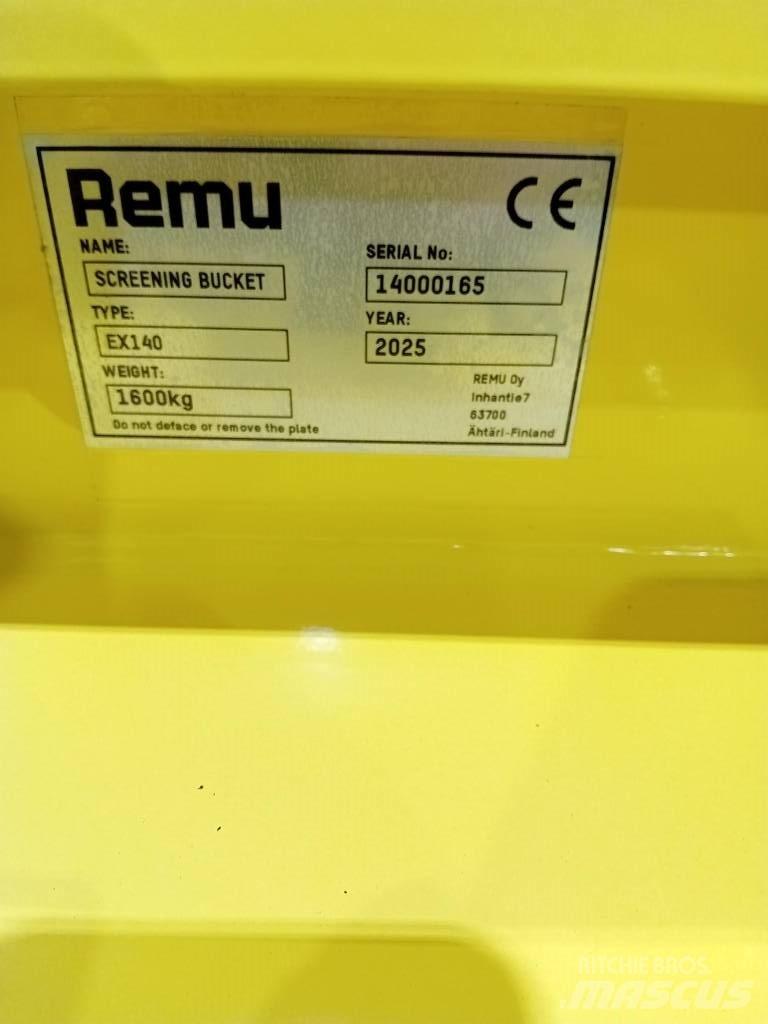 Remu CE
NAME:
SCREENING BUCKET
TYPE:
EX140
WEIGHT:
1600kg
Do not deface or remove the plate
SERIAL No:
14000165
YEAR:
2025
REMU Oy
Inhantie7
63700
Ähtäri-Finland
RITCHIE BROS.
MASCUS